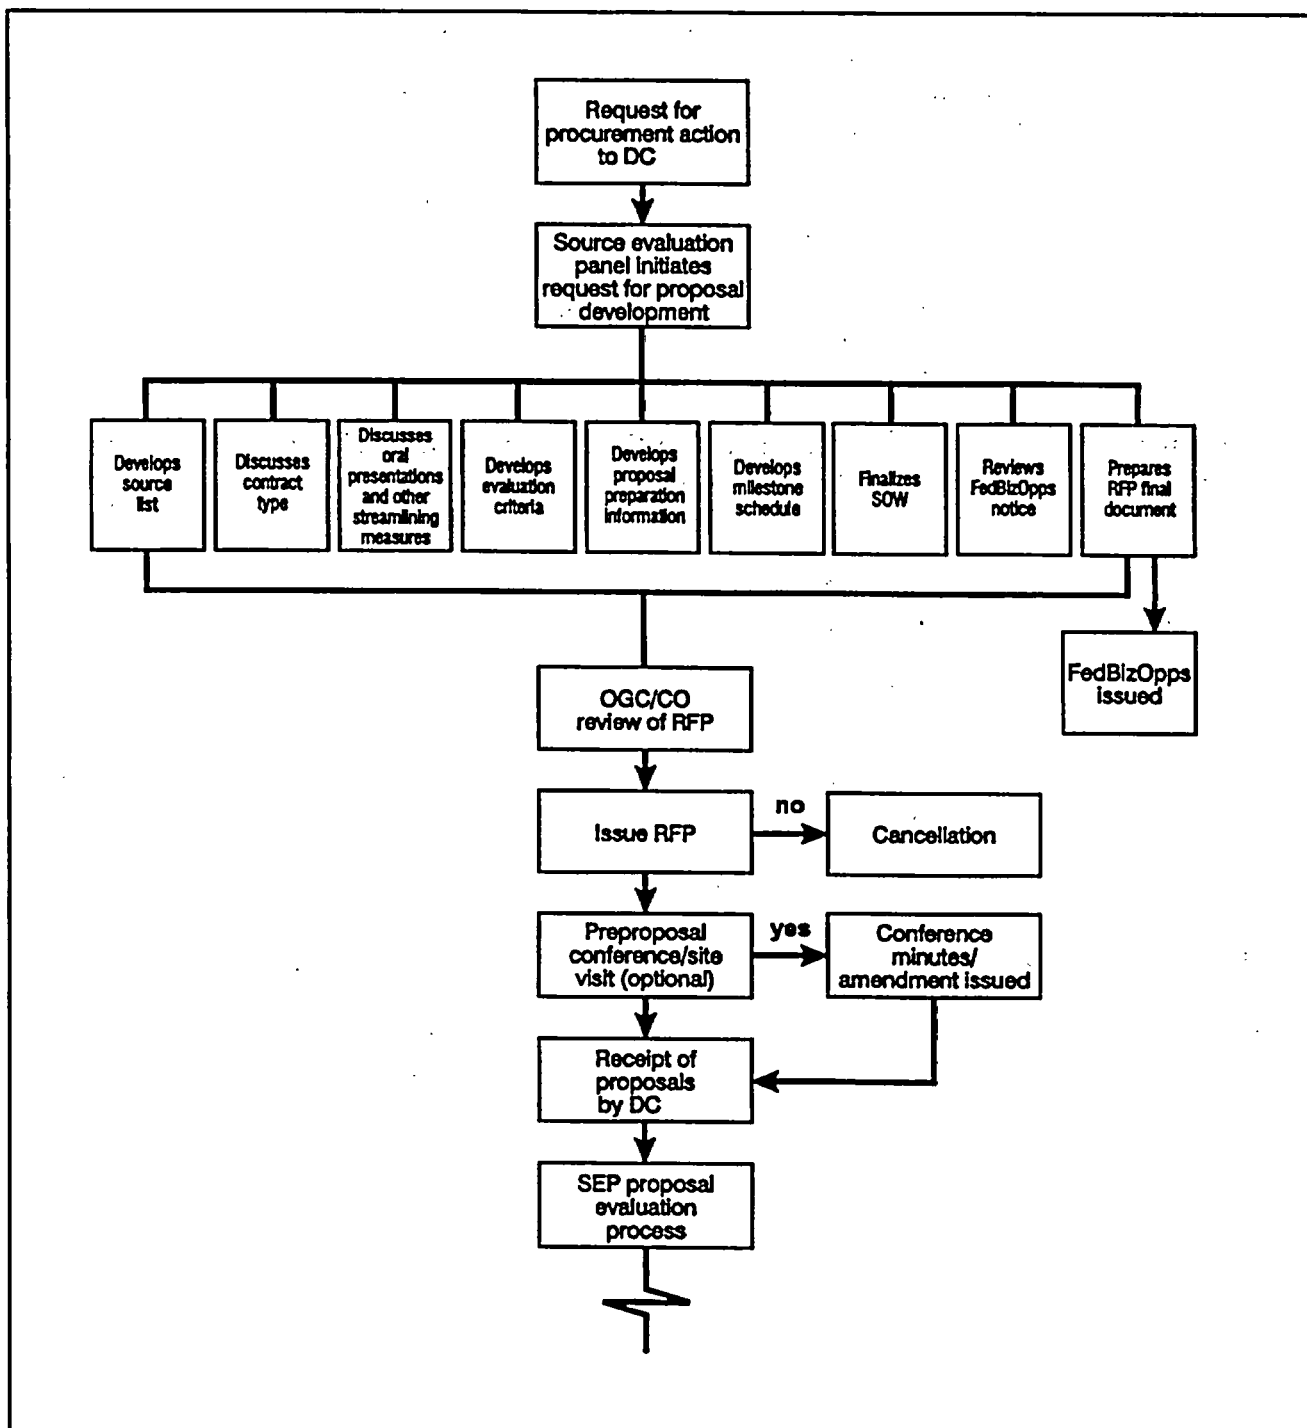 Request for
procurement action
to DC
Source evaluation
panel initiates
request for proposal
development
Develops
source
list
Discusses
contract
type
Discusses
oral
presentations
and other
streamlining
measures
Develops
evaluation
criteria
Develops
proposal
preparation
information
Develops
milestone
schedule
Finalizes
SOW
Reviews
FedBizOpps
notice
Prepares
RFP final
document
FedBizOpps
issued
OGC/CO
review of RFP
Issue RFP
no
Cancellation
Preproposal
conference/site
visit (optional)
yes
Conference
minutes/
amendment issued
Receipt of
proposals
by DC
SEP proposal
evaluation
process